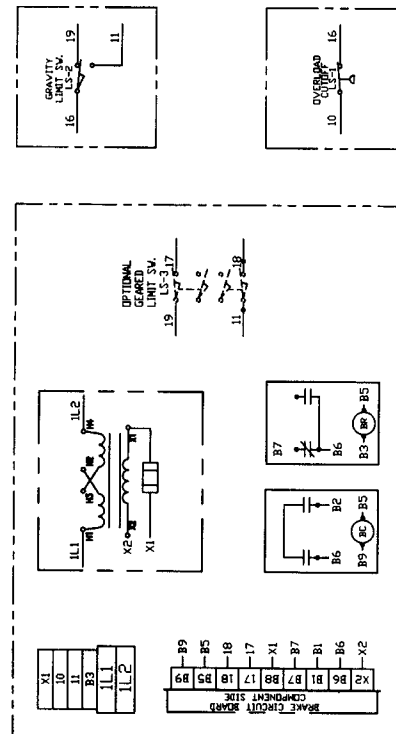 19
11
GRAVITY
LIMIT SW.
LS-2
16
16
OVERLOAD
CUTOFF
LS-1
10
OPTIONAL
GEARED
LIMIT SW.
LS-3
17
19
18
11
1L2
H4
H2
H3
H1
1L1
X1
X2
X2
X1
B7
B6
B3
BR
B5
B2
B6
B9
BC
B5
X1
10
11
B3
1L1
1L2
B9 B9
B5 B5
18 18
17 17
B8 X1
B7 B7
B1 B1
B6 B6
X2 X2
BRAKE CIRCUIT BOARD
COMPONENT SIDE